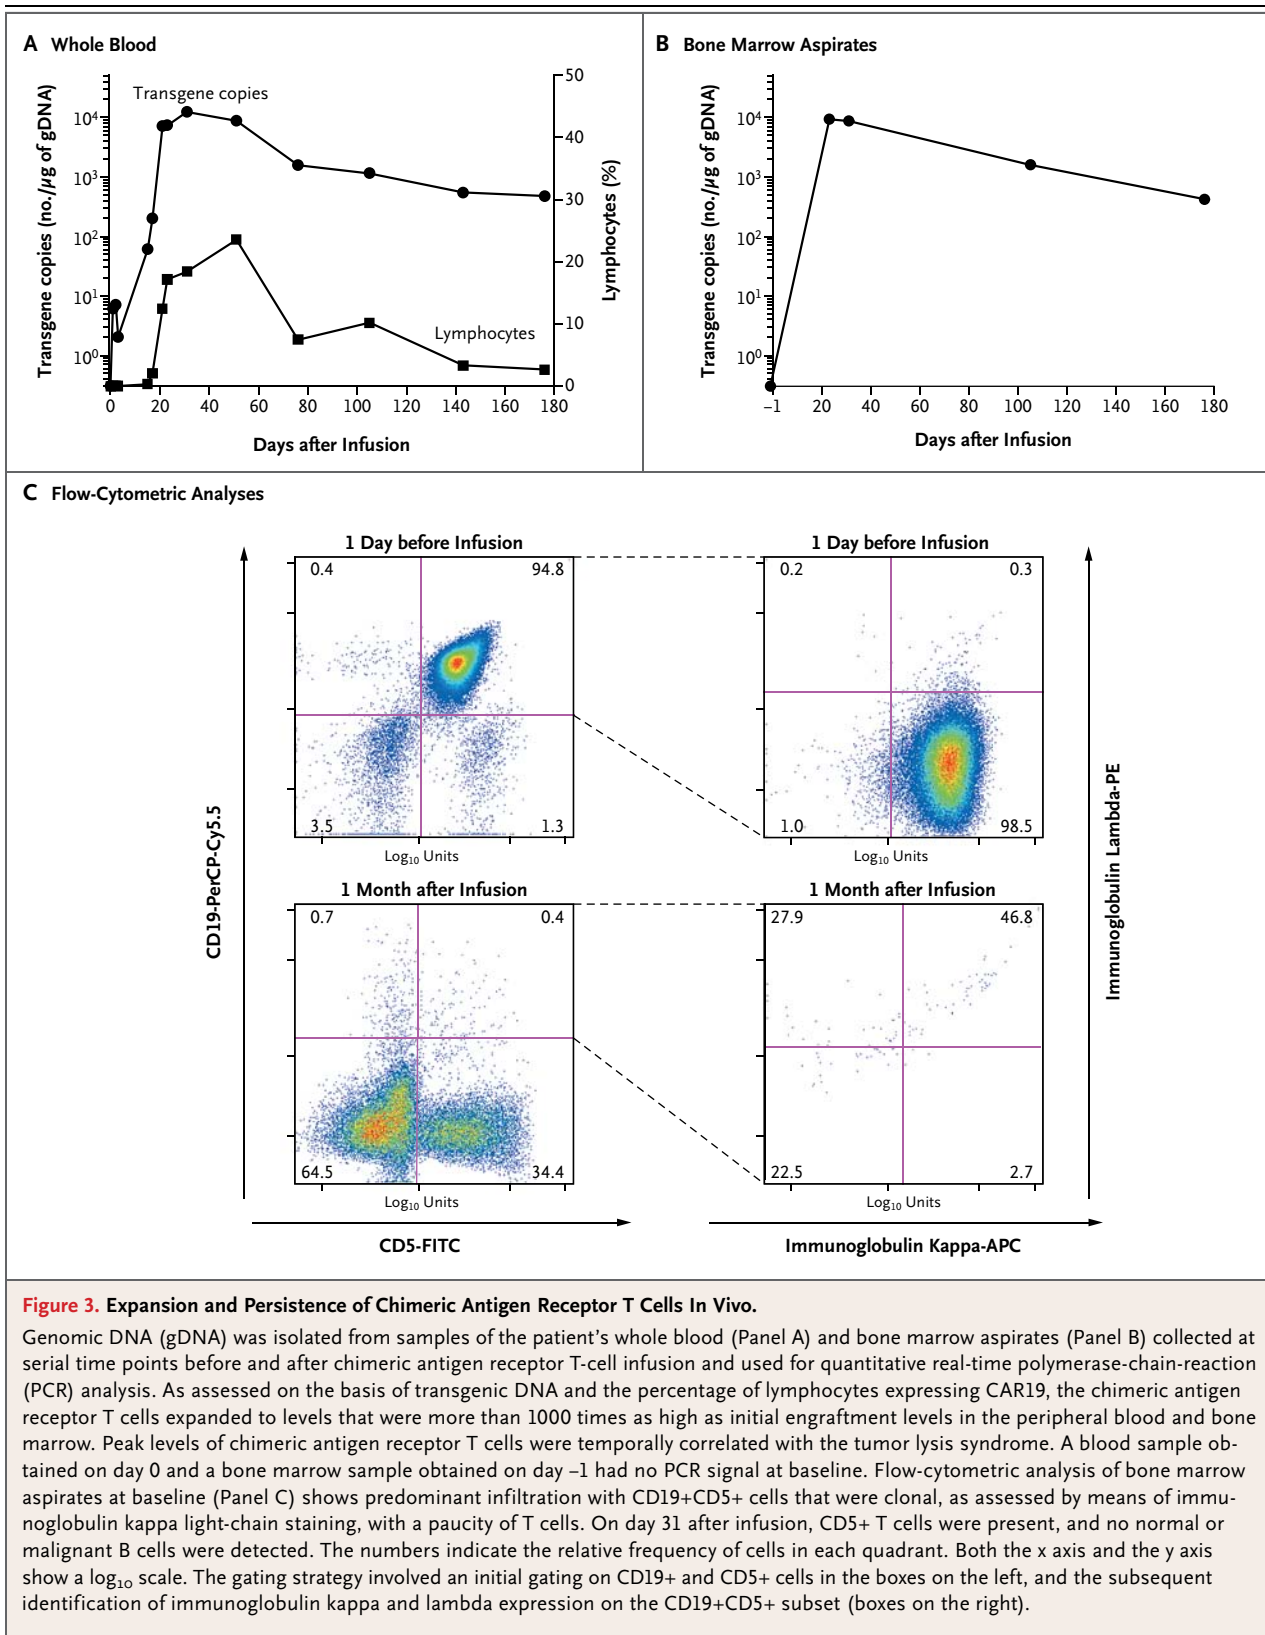 A Whole Blood
Transgene copies (no./µg of gDNA)
10⁴
10³
10²
10¹
10⁰
Transgene copies
Lymphocytes
50
40
30
20
10
0
Lymphocytes (%)
0 20 40 60 80 100 120 140 160 180
Days after Infusion
B Bone Marrow Aspirates
Transgene copies (no./µg of gDNA)
10⁴
10³
10²
10¹
10⁰
−1 20 40 60 80 100 120 140 160 180
Days after Infusion
C Flow-Cytometric Analyses
CD19-PerCP-Cy5.5
1 Day before Infusion
0.4 94.8
3.5 1.3
Log₁₀ Units
1 Day before Infusion
0.2 0.3
1.0 98.5
Log₁₀ Units
1 Month after Infusion
0.7 0.4
64.5 34.4
Log₁₀ Units
1 Month after Infusion
27.9 46.8
22.5 2.7
Log₁₀ Units
Immunoglobulin Lambda-PE
CD5-FITC
Immunoglobulin Kappa-APC
Figure 3. Expansion and Persistence of Chimeric Antigen Receptor T Cells In Vivo.
Genomic DNA (gDNA) was isolated from samples of the patient's whole blood (Panel A) and bone marrow aspirates (Panel B) collected at
serial time points before and after chimeric antigen receptor T-cell infusion and used for quantitative real-time polymerase-chain-reaction
(PCR) analysis. As assessed on the basis of transgenic DNA and the percentage of lymphocytes expressing CAR19, the chimeric antigen
receptor T cells expanded to levels that were more than 1000 times as high as initial engraftment levels in the peripheral blood and bone
marrow. Peak levels of chimeric antigen receptor T cells were temporally correlated with the tumor lysis syndrome. A blood sample ob-
tained on day 0 and a bone marrow sample obtained on day −1 had no PCR signal at baseline. Flow-cytometric analysis of bone marrow
aspirates at baseline (Panel C) shows predominant infiltration with CD19+CD5+ cells that were clonal, as assessed by means of immu-
noglobulin kappa light-chain staining, with a paucity of T cells. On day 31 after infusion, CD5+ T cells were present, and no normal or
malignant B cells were detected. The numbers indicate the relative frequency of cells in each quadrant. Both the x axis and the y axis
show a log₁₀ scale. The gating strategy involved an initial gating on CD19+ and CD5+ cells in the boxes on the left, and the subsequent
identification of immunoglobulin kappa and lambda expression on the CD19+CD5+ subset (boxes on the right).